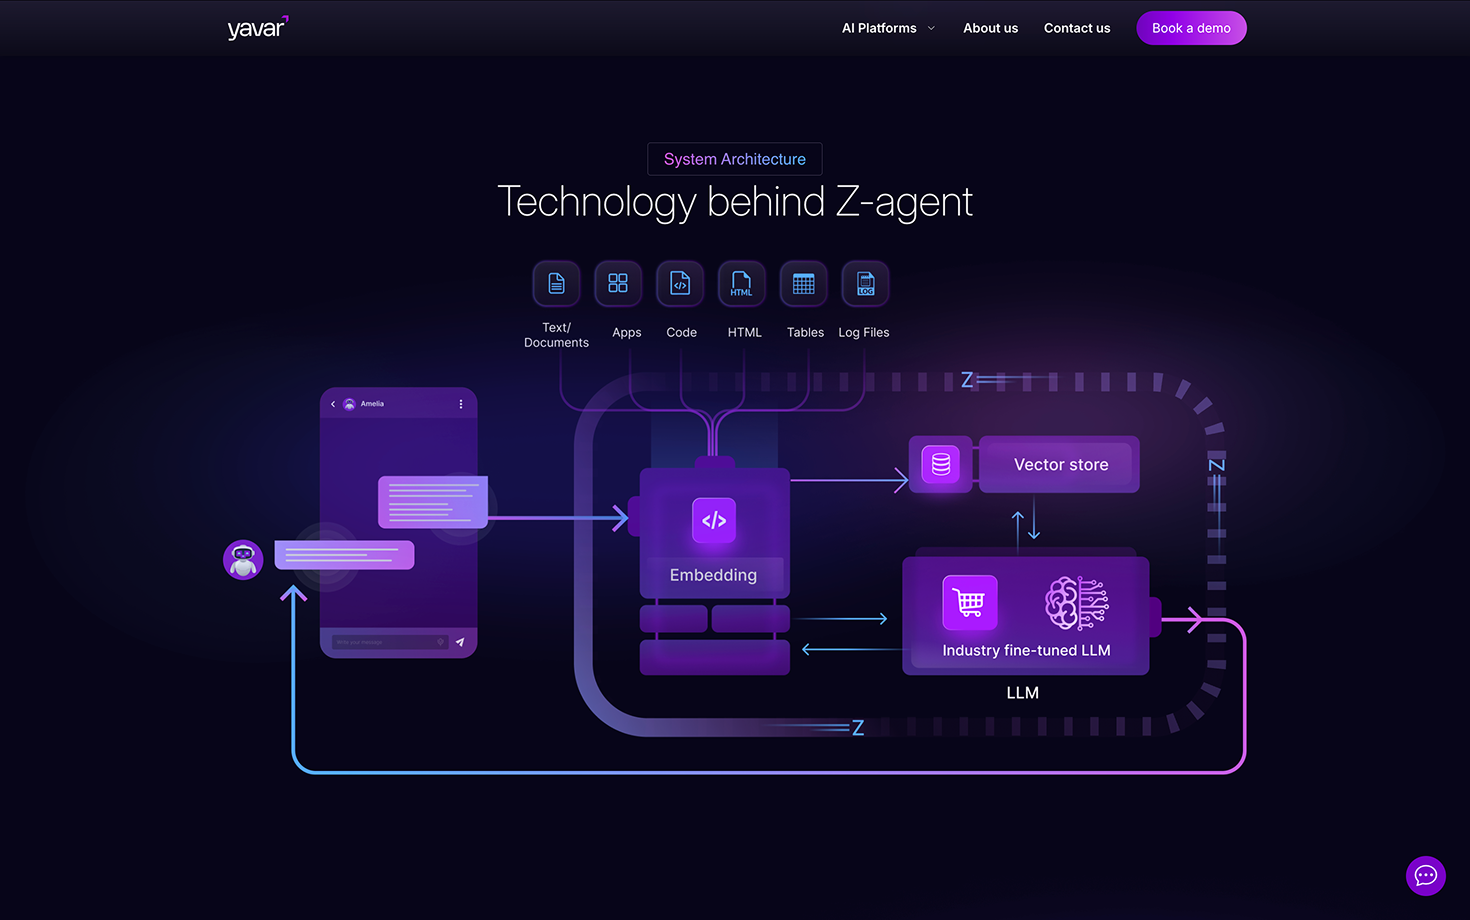 yavar
AI Platforms
About us
Contact us
Book a demo
System Architecture
Technology behind Z-agent
HTML
LOG
Text/
Documents
Apps
Code
HTML
Tables
Log Files
Z
Amelia
Vector store
Z
Embedding
Write your message
Industry fine-tuned LLM
LLM
Z